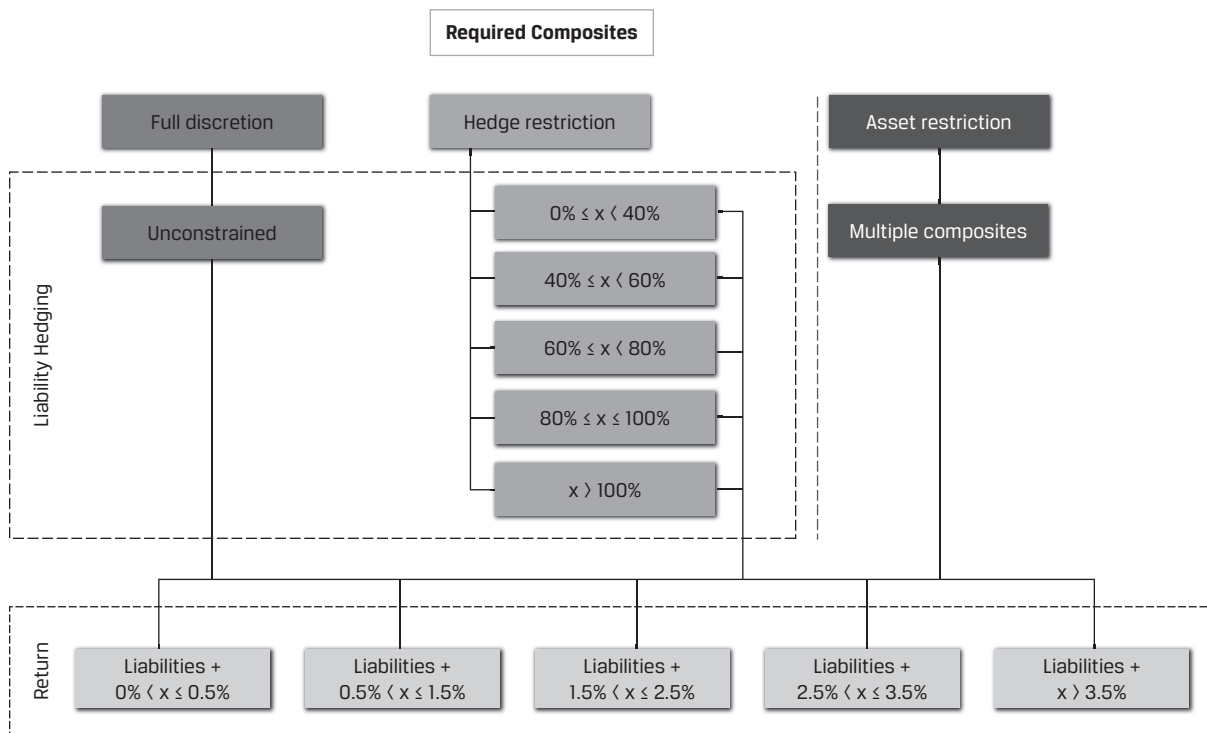 Required Composites
Full discretion
Hedge restriction
Asset restriction
Unconstrained
0% ≤ x ⟨ 40%
Multiple composites
40% ≤ x ⟨ 60%
60% ≤ x ⟨ 80%
80% ≤ x ≤ 100%
x ⟩ 100%
Liability Hedging
Return
Liabilities +
0% ⟨ x ≤ 0.5%
Liabilities +
0.5% ⟨ x ≤ 1.5%
Liabilities +
1.5% ⟨ x ≤ 2.5%
Liabilities +
2.5% ⟨ x ≤ 3.5%
Liabilities +
x ⟩ 3.5%